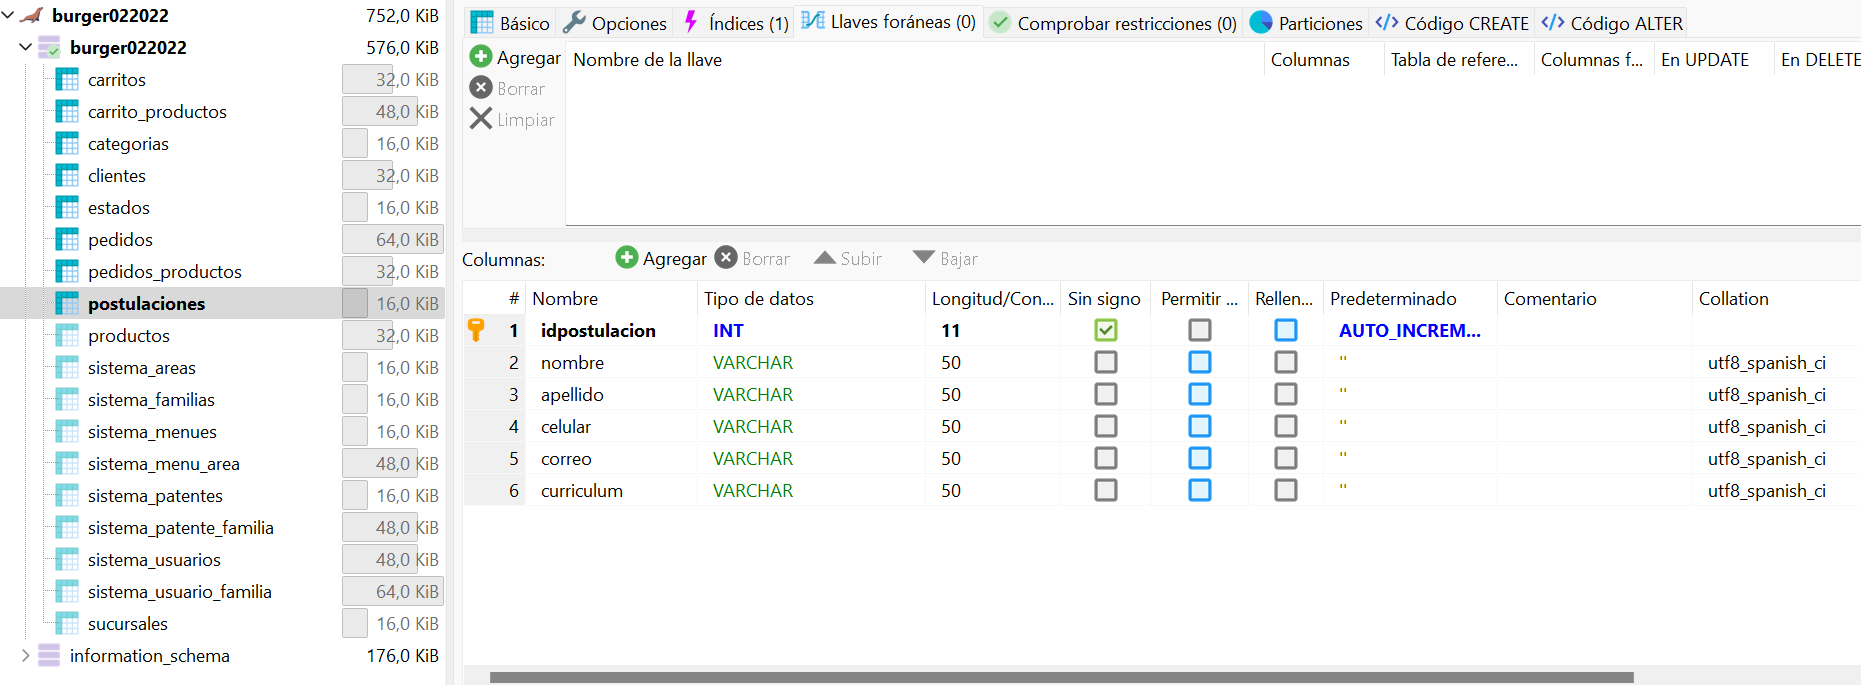 burger022022 752,0 KiB
burger022022 576,0 KiB
carritos 32,0 KiB
carrito_productos 48,0 KiB
categorias 16,0 KiB
clientes 32,0 KiB
estados 16,0 KiB
pedidos 64,0 KiB
pedidos_productos 32,0 KiB
postulaciones 16,0 KiB
productos 32,0 KiB
sistema_areas 16,0 KiB
sistema_familias 16,0 KiB
sistema_menues 16,0 KiB
sistema_menu_area 48,0 KiB
sistema_patentes 16,0 KiB
sistema_patente_familia 48,0 KiB
sistema_usuarios 48,0 KiB
sistema_usuario_familia 64,0 KiB
sucursales 16,0 KiB
information_schema 176,0 KiB
Básico Opciones Índices (1) Llaves foráneas (0) Comprobar restricciones (0) Particiones Código CREATE Código ALTER
Agregar
Borrar
Limpiar
Nombre de la llave Columnas Tabla de refere... Columnas f... En UPDATE En DELETE
Columnas: Agregar Borrar Subir Bajar
# Nombre Tipo de datos Longitud/Con... Sin signo Permitir ... Rellen... Predeterminado Comentario Collation
1 idpostulacion INT 11 AUTO_INCREM...
2 nombre VARCHAR 50 '' utf8_spanish_ci
3 apellido VARCHAR 50 '' utf8_spanish_ci
4 celular VARCHAR 50 '' utf8_spanish_ci
5 correo VARCHAR 50 '' utf8_spanish_ci
6 curriculum VARCHAR 50 '' utf8_spanish_ci